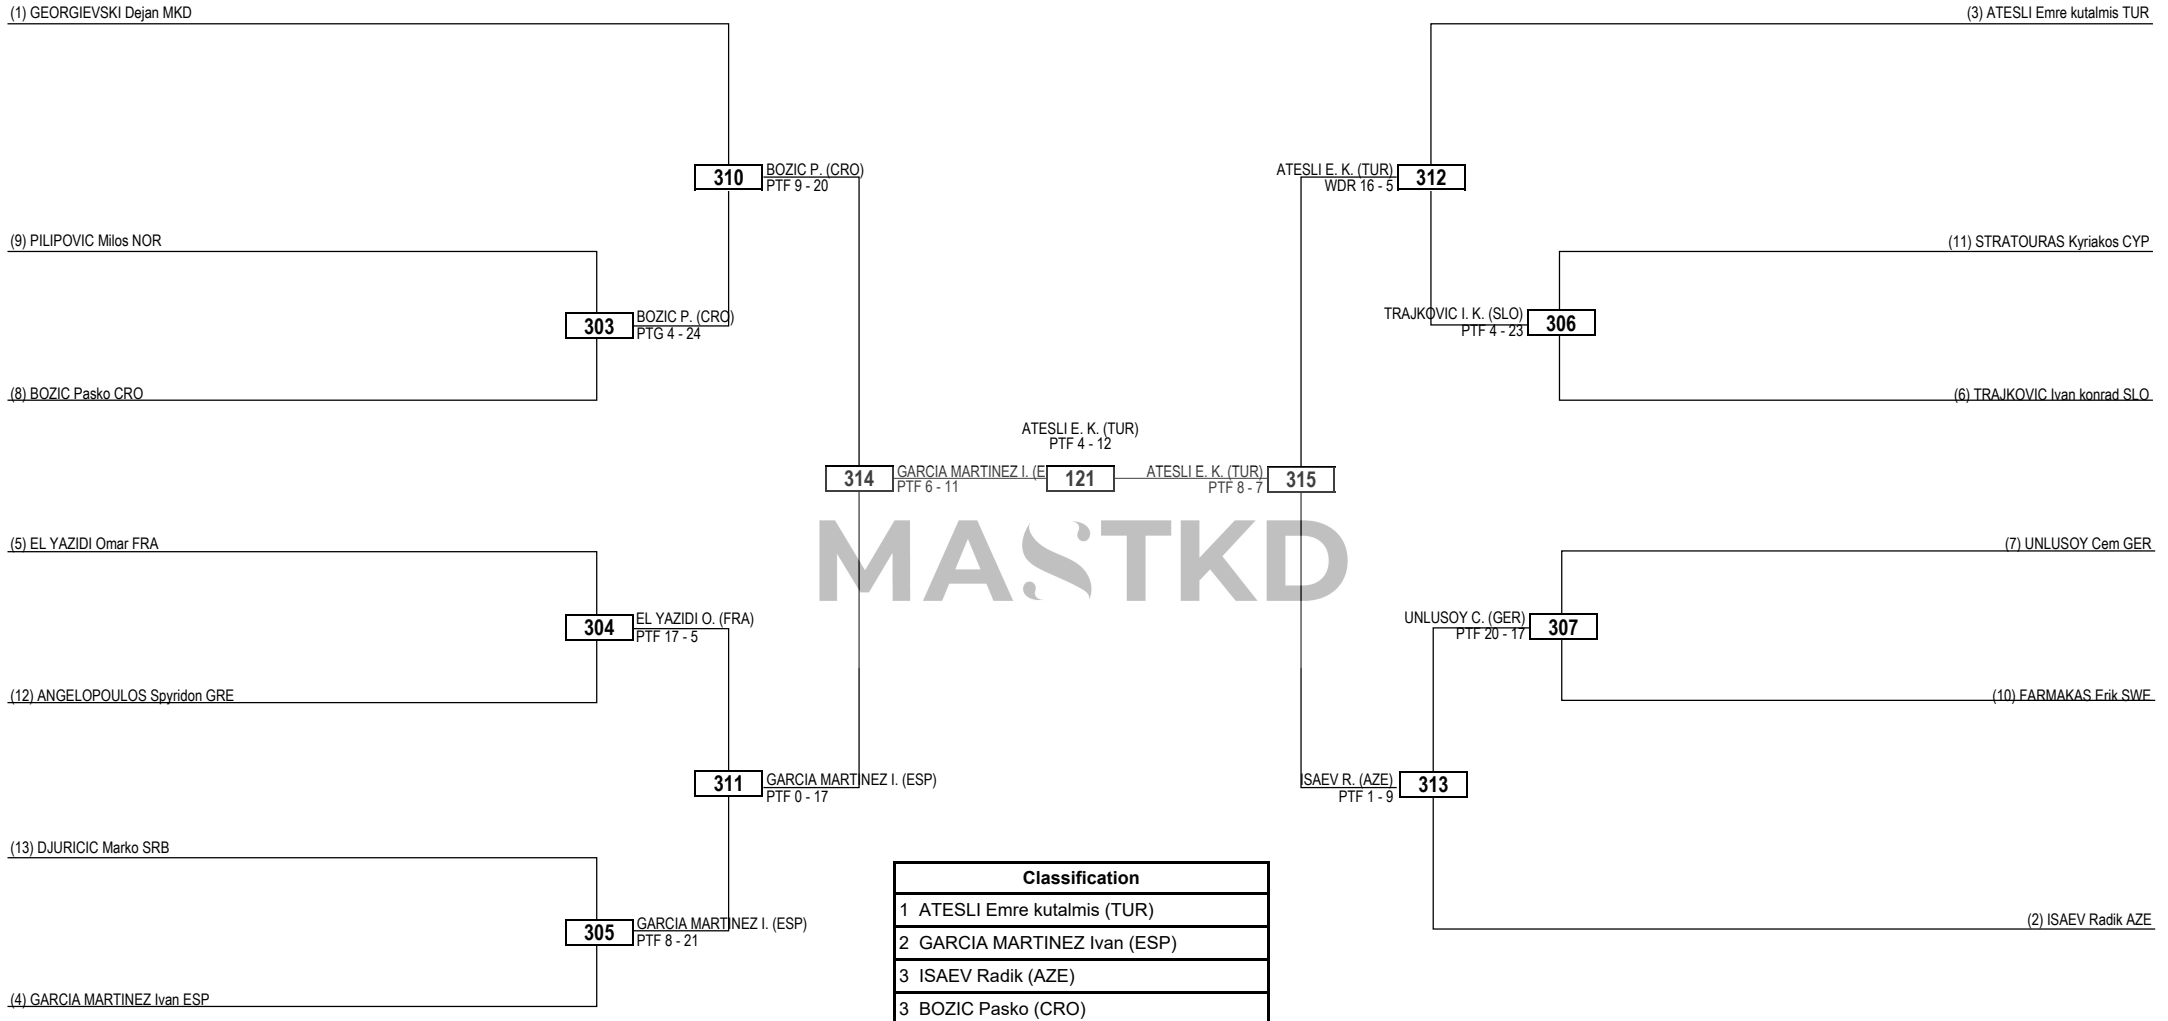 (1) GEORGIEVSKI Dejan MKD
(3) ATESLI Emre kutalmis TUR
310
BOZIC P. (CRO)
PTF 9 - 20
ATESLI E. K. (TUR)
WDR 16 - 5
312
(9) PILIPOVIC Milos NOR
(11) STRATOURAS Kyriakos CYP
303
BOZIC P. (CRO)
PTG 4 - 24
TRAJKOVIC I. K. (SLO)
PTF 4 - 23
306
(8) BOZIC Pasko CRO
(6) TRAJKOVIC Ivan konrad SLO
ATESLI E. K. (TUR)
PTF 4 - 12
314
GARCIA MARTINEZ I. (E
PTF 6 - 11
121
ATESLI E. K. (TUR)
PTF 8 - 7
315
MASTKD
(5) EL YAZIDI Omar FRA
(7) UNLUSOY Cem GER
304
EL YAZIDI O. (FRA)
PTF 17 - 5
UNLUSOY C. (GER)
PTF 20 - 17
307
(12) ANGELOPOULOS Spyridon GRE
(10) FARMAKAS Erik SWE
311
GARCIA MARTINEZ I. (ESP)
PTF 0 - 17
ISAEV R. (AZE)
PTF 1 - 9
313
(13) DJURICIC Marko SRB
305
GARCIA MARTINEZ I. (ESP)
PTF 8 - 21
(2) ISAEV Radik AZE
(4) GARCIA MARTINEZ Ivan ESP
Classification
1 ATESLI Emre kutalmis (TUR)
2 GARCIA MARTINEZ Ivan (ESP)
3 ISAEV Radik (AZE)
3 BOZIC Pasko (CRO)